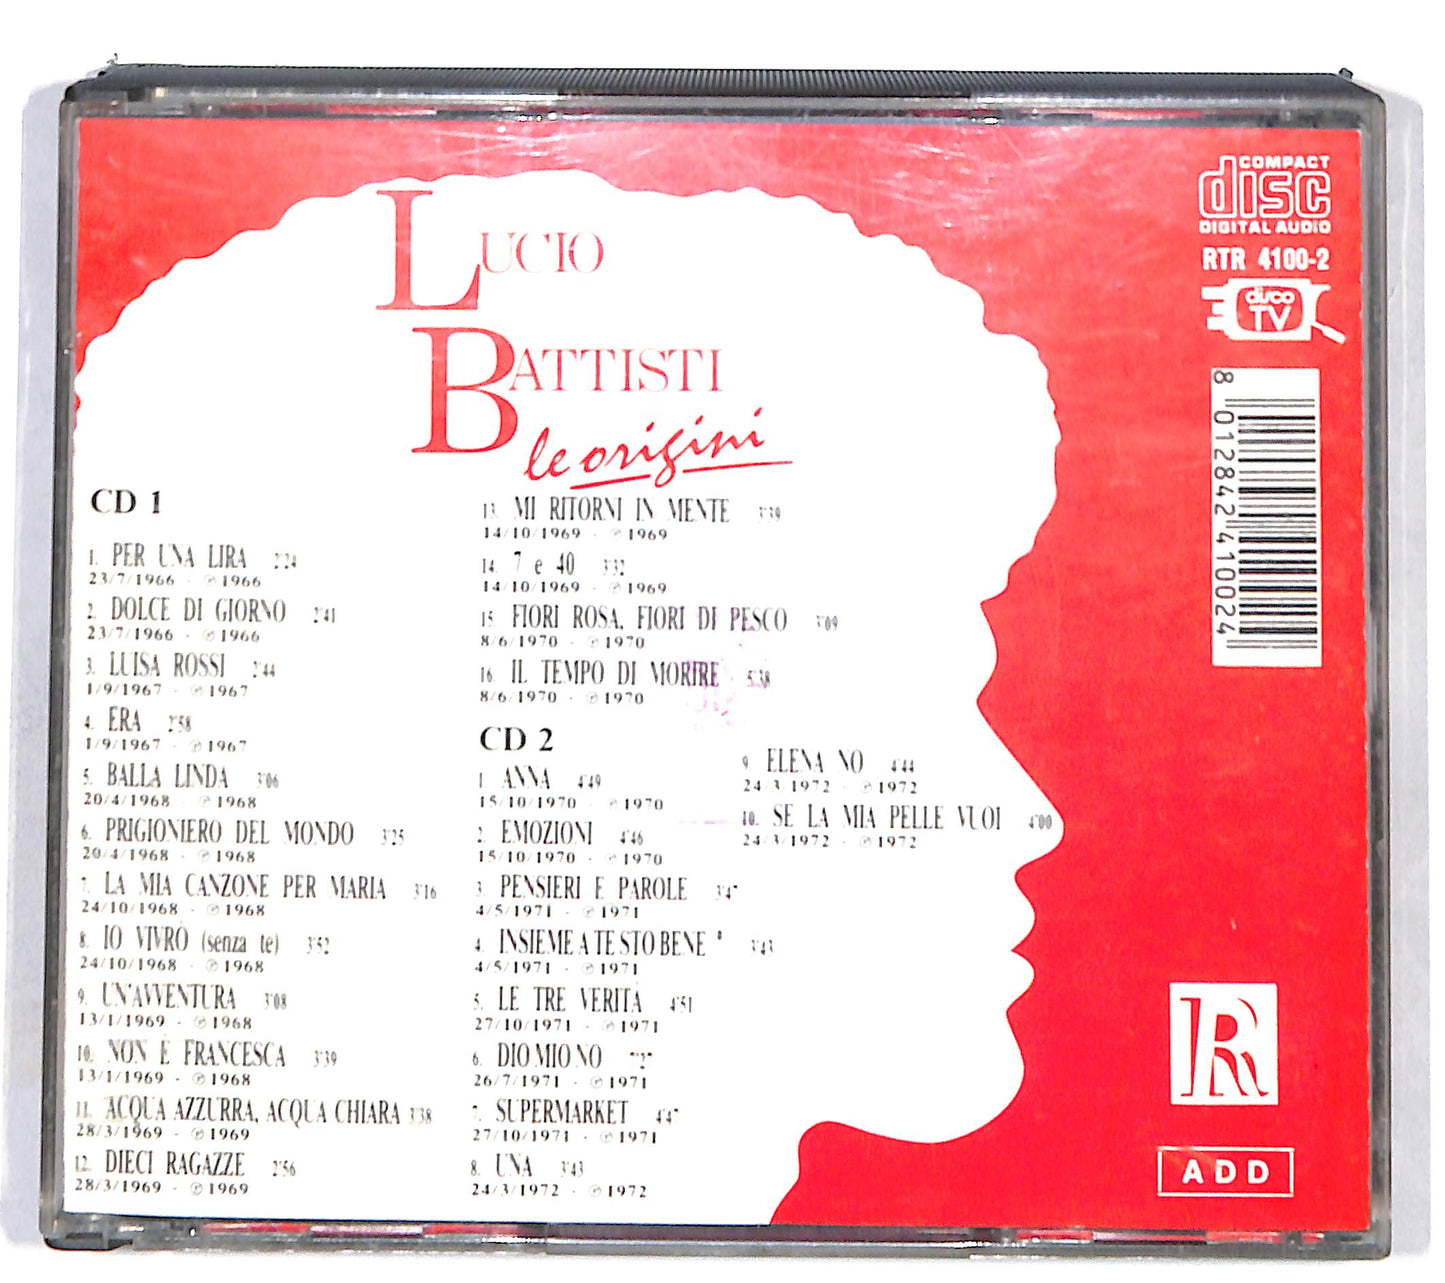 LUCIO
BATTISTI
le origini
COMPACT
disc
DIGITAL AUDIO
RTR 4100-2
disco
TV
8 012842 410024
CD 1
1. PER UNA LIRA 2'24
23/7/1966 - ℗ 1966
2. DOLCE DI GIORNO 2'41
23/7/1966 - ℗ 1966
3. LUISA ROSSI 2'44
1/9/1967 - ℗ 1967
4. ERA 2'58
1/9/1967 - ℗ 1967
5. BALLA LINDA 3'06
20/4/1968 - ℗ 1968
6. PRIGIONIERO DEL MONDO 3'25
20/4/1968 - ℗ 1968
7. LA MIA CANZONE PER MARIA 3'16
24/10/1968 - ℗ 1968
8. IO VIVRÒ (senza te) 3'52
24/10/1968 - ℗ 1968
9. UN'AVVENTURA 3'08
13/1/1969 - ℗ 1968
10. NON È FRANCESCA 3'39
13/1/1969 - ℗ 1968
11. ACQUA AZZURRA, ACQUA CHIARA 3'38
28/3/1969 - ℗ 1969
12. DIECI RAGAZZE 2'56
28/3/1969 - ℗ 1969
13. MI RITORNI IN MENTE 3'39
14/10/1969 - ℗ 1969
14. 7 e 40 3'32
14/10/1969 - ℗ 1969
15 FIORI ROSA, FIORI DI PESCO 3'09
8/6/1970 - ℗ 1970
16. IL TEMPO DI MORIRE 5'38
8/6/1970 - ℗ 1970
CD 2
1. ANNA 4'49
15/10/1970 - ℗ 1970
2. EMOZIONI 4'46
15/10/1970 - ℗ 1970
3. PENSIERI E PAROLE 3'47
4/5/1971 - ℗ 1971
4. INSIEME A TE STO BENE 3'43
4/5/1971 - ℗ 1971
5. LE TRE VERITÀ 4'51
27/10/1971 - ℗ 1971
6. DIO MIO NO
26/7/1971 - ℗ 1971
7. SUPERMARKET 4'47
27/10/1971 - ℗ 1971
8. UNA 3'43
24/3/1972 - ℗ 1972
9. ELENA NO 4'44
24/3/1972 - ℗ 1972
10. SE LA MIA PELLE VUOI 4'00
24/3/1972 - ℗ 1972
R
ADD